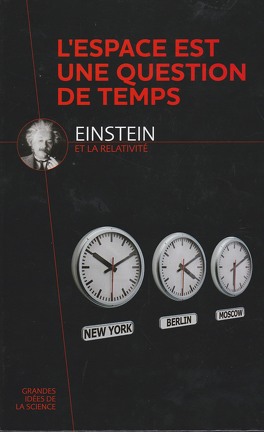 L'ESPACE EST
UNE QUESTION
DE TEMPS
EINSTEIN
ET LA RELATIVITÉ
NEW YORK
BERLIN
MOSCOW
GRANDES
IDÉES DE
LA SCIENCE